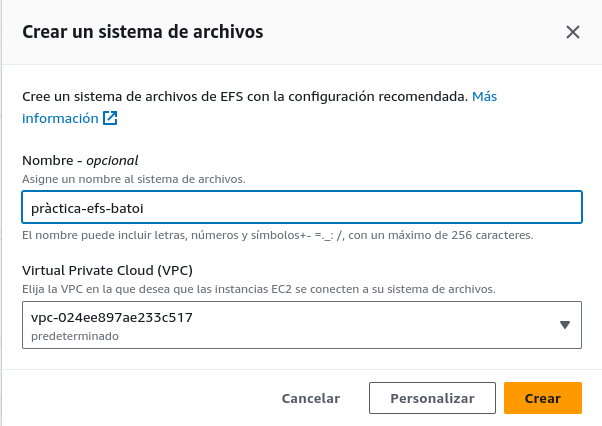 Crear un sistema de archivos
Cree un sistema de archivos de EFS con la configuración recomendada. Más
información
Nombre - opcional
Asigne un nombre al sistema de archivos.
pràctica-efs-batoi
El nombre puede incluir letras, números y símbolos+- =._: /, con un máximo de 256 caracteres.
Virtual Private Cloud (VPC)
Elija la VPC en la que desea que las instancias EC2 se conecten a su sistema de archivos.
vpc-024ee897ae233c517
predeterminado
Cancelar Personalizar Crear